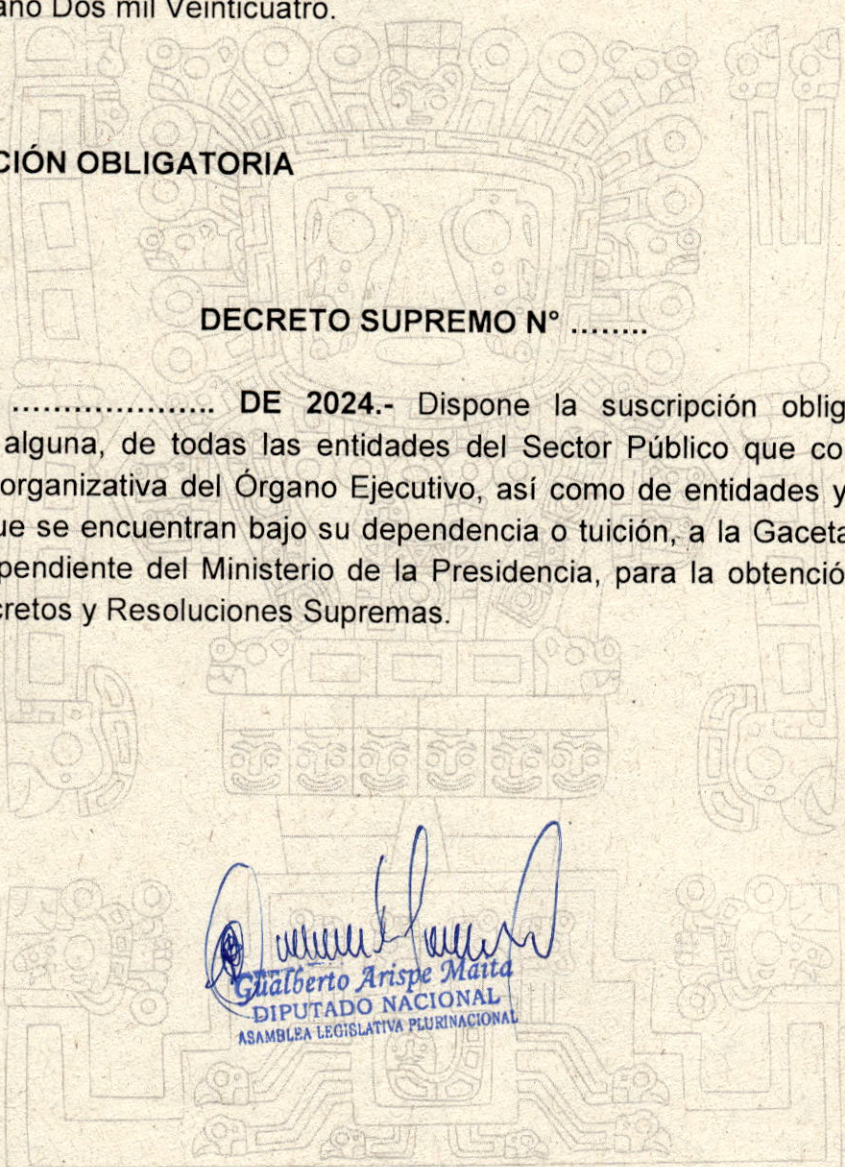 año Dos mil Veinticuatro.
CIÓN OBLIGATORIA
DECRETO SUPREMO N° ........
.................... DE 2024.- Dispone la suscripción oblig
alguna, de todas las entidades del Sector Público que co
organizativa del Órgano Ejecutivo, así como de entidades y
ue se encuentran bajo su dependencia o tuición, a la Gaceta
pendiente del Ministerio de la Presidencia, para la obtenció
cretos y Resoluciones Supremas.
Gualberto Arispe Maita
DIPUTADO NACIONAL
ASAMBLEA LEGISLATIVA PLURINACIONAL